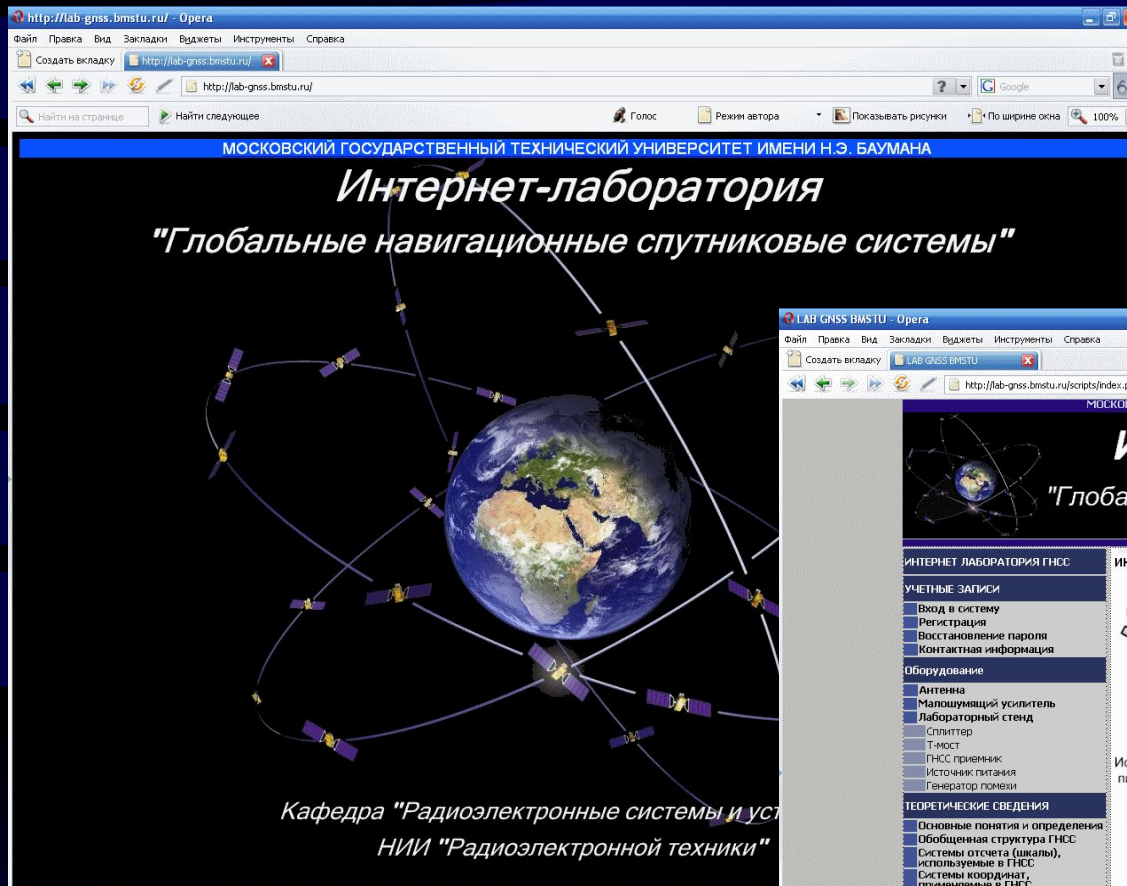 http://lab-gnss.bmstu.ru/ - Opera
Файл Правка Вид Закладки Виджеты Инструменты Справка
Создать вкладку http://lab-gnss.bmstu.ru/
http://lab-gnss.bmstu.ru/ ? Google
Найти на странице Найти следующее Голос Режим автора Показывать рисунки По ширине окна 100%
МОСКОВСКИЙ ГОСУДАРСТВЕННЫЙ ТЕХНИЧЕСКИЙ УНИВЕРСИТЕТ ИМЕНИ Н.Э. БАУМАНА
Интернет-лаборатория
"Глобальные навигационные спутниковые системы"
Кафедра "Радиоэлектронные системы и уст
НИИ "Радиоэлектронной техники"
LAB GNSS BMSTU - Opera
Файл Правка Вид Закладки Виджеты Инструменты Справка
Создать вкладку LAB GNSS BMSTU
http://lab-gnss.bmstu.ru/scripts/index.p
"Глоба
ИНТЕРНЕТ ЛАБОРАТОРИЯ ГНСС
УЧЕТНЫЕ ЗАПИСИ
Вход в систему
Регистрация
Восстановление пароля
Контактная информация
Оборудование
Антенна
Малошумящий усилитель
Лабораторный стенд
Сплиттер
Т-мост
ГНСС приемник
Источник питания
Генератор помехи
ТЕОРЕТИЧЕСКИЕ СВЕДЕНИЯ
Основные понятия и определения
Обобщенная структура ГНСС
Системы отсчета (шкалы),
используемые в ГНСС
Системы координат,
применяемые в ГНСС